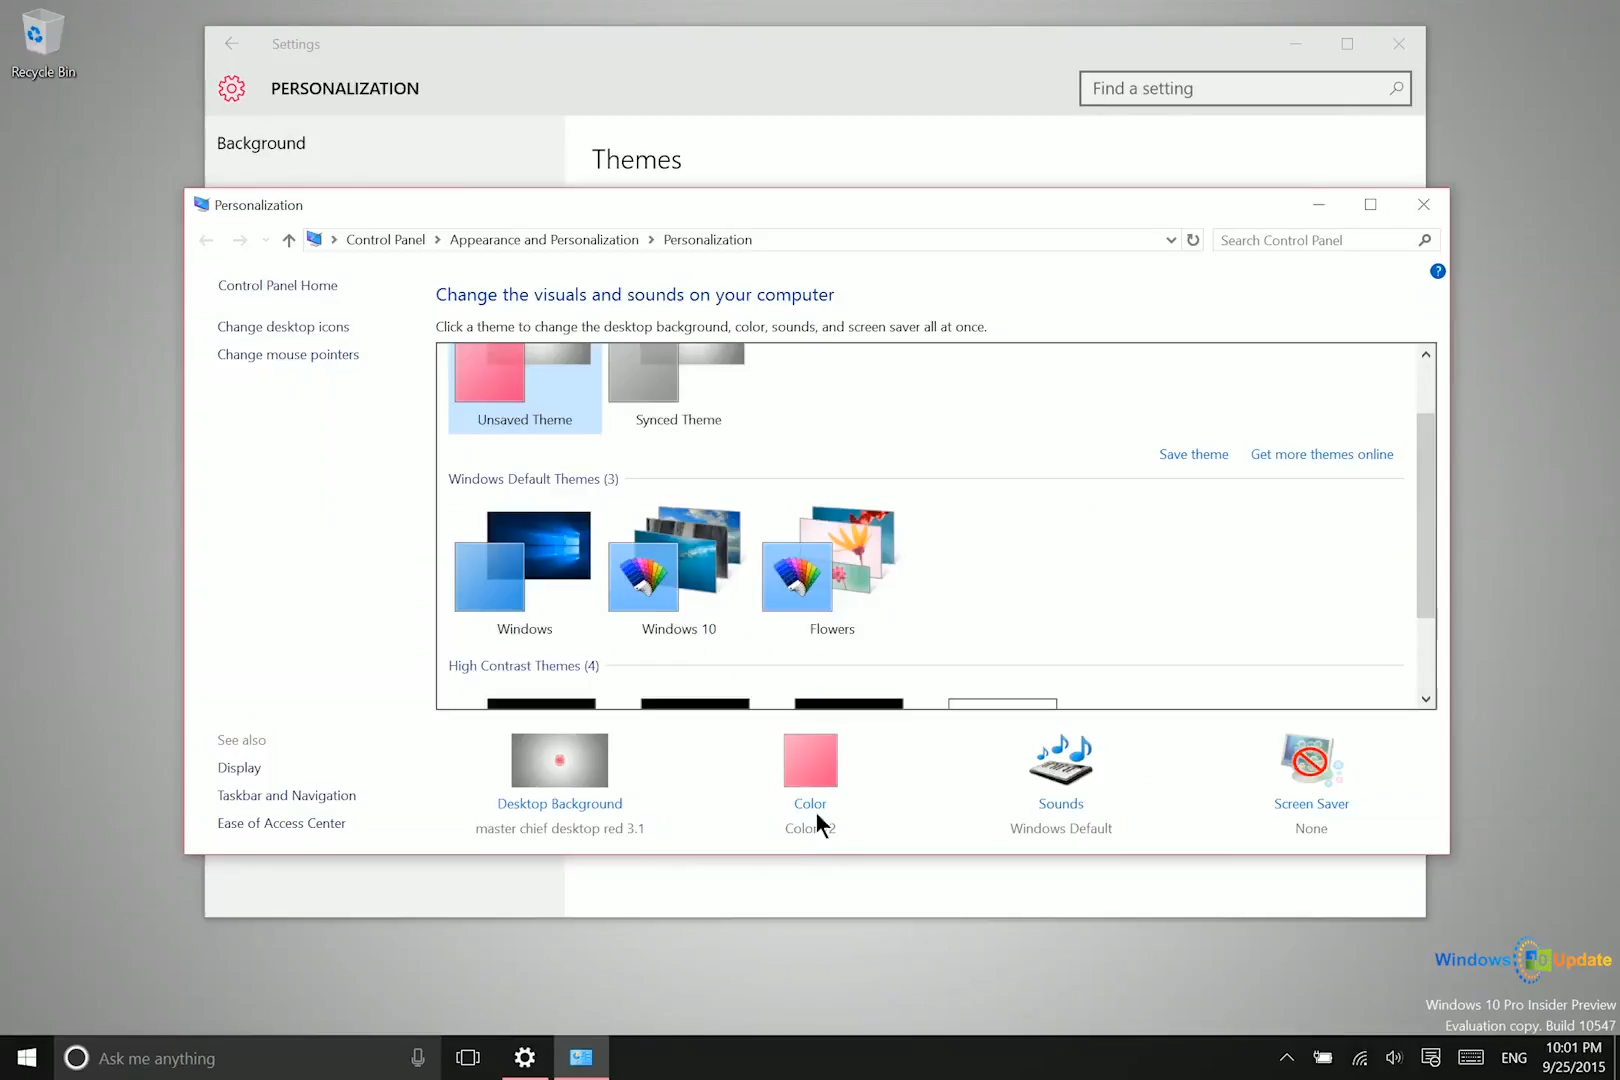 Recycle Bin
Settings
PERSONALIZATION
Find a setting
Background
Themes
Personalization
Control Panel > Appearance and Personalization > Personalization
Search Control Panel
?
Control Panel Home
Change desktop icons
Change mouse pointers
Change the visuals and sounds on your computer
Click a theme to change the desktop background, color, sounds, and screen saver all at once.
Unsaved Theme
Synced Theme
Save theme
Get more themes online
Windows Default Themes (3)
Windows
Windows 10
Flowers
High Contrast Themes (4)
See also
Display
Taskbar and Navigation
Ease of Access Center
Desktop Background
master chief desktop red 3.1
Color
Sounds
Windows Default
Screen Saver
None
Windows 10 Update
Windows 10 Pro Insider Preview
Evaluation copy. Build 10547
Ask me anything
ENG
10:01 PM
9/25/2015